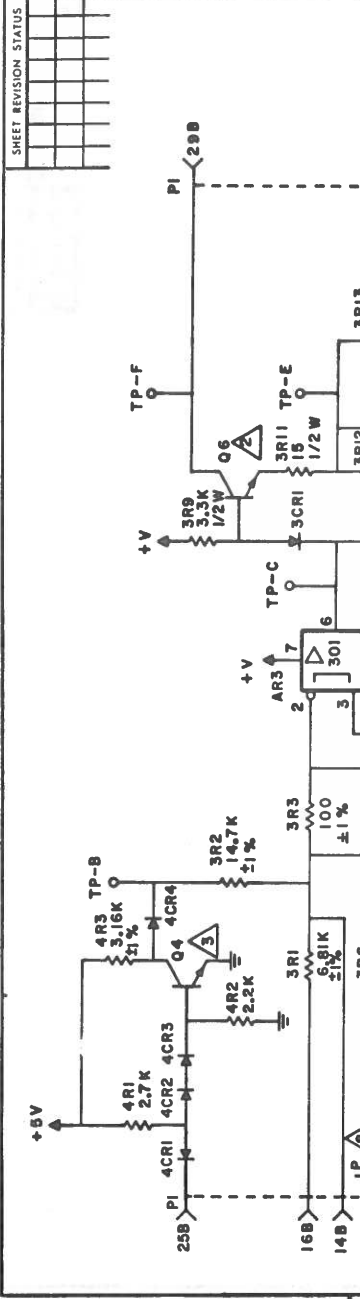 SHEET REVISION STATUS
+5V
4R1
2.7K
4R3
3.16K
±1%
TP-B
25B
P1
4CR1
4CR2
4CR3
4CR4
Q4
3
4R2
2.2K
3R2
14.7K
±1%
16B
14B
3R1
6.81K
±1%
3R3
100
±1%
+V
AR3
2
7
3
6
301
TP-C
+V
3R9
3.3K
1/2W
3CR1
Q6
2
3R11
15
1/2W
TP-F
TP-E
P1
29B
3R12
3R13
1P